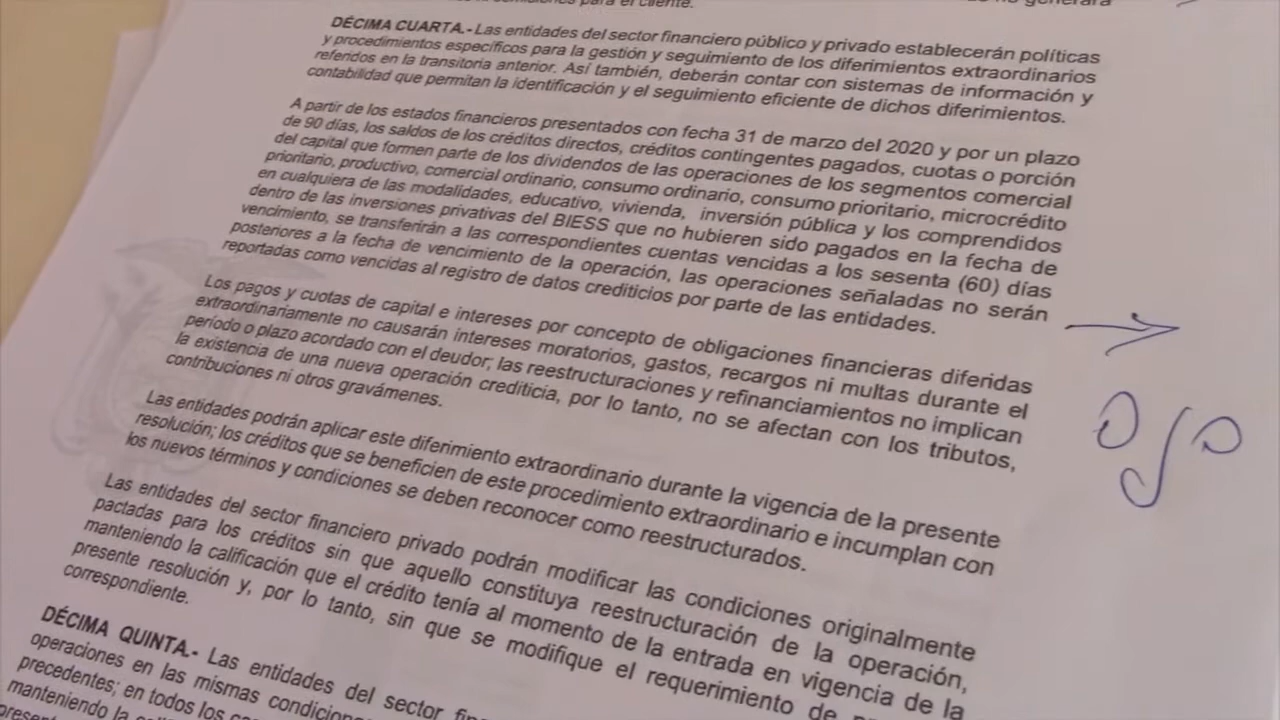 para el cliente.
DÉCIMA CUARTA.- Las entidades del sector financiero público y privado establecerán políticas
y procedimientos específicos para la gestión y seguimiento de los diferimientos extraordinarios
referidos en la transitoria anterior. Así también, deberán contar con sistemas de información y
contabilidad que permitan la identificación y el seguimiento eficiente de dichos diferimientos.
A partir de los estados financieros presentados con fecha 31 de marzo del 2020 y por un plazo
de 90 días, los saldos de los créditos directos, créditos contingentes pagados, cuotas o porción
del capital que formen parte de los dividendos de las operaciones de los segmentos comercial
prioritario, productivo, comercial ordinario, consumo ordinario, consumo prioritario, microcrédito
en cualquiera de las modalidades, educativo, vivienda, inversión pública y los comprendidos
dentro de las inversiones privativas del BIESS que no hubieren sido pagados en la fecha de
vencimiento, se transferirán a las correspondientes cuentas vencidas a los sesenta (60) días
posteriores a la fecha de vencimiento de la operación, las operaciones señaladas no serán
reportadas como vencidas al registro de datos crediticios por parte de las entidades.
Los pagos y cuotas de capital e intereses por concepto de obligaciones financieras diferidas
extraordinariamente no causarán intereses moratorios, gastos, recargos ni multas durante el
período o plazo acordado con el deudor; las reestructuraciones y refinanciamientos no implican
la existencia de una nueva operación crediticia, por lo tanto, no se afectan con los tributos,
contribuciones ni otros gravámenes.
Ojo
Las entidades podrán aplicar este diferimiento extraordinario durante la vigencia de la presente
resolución; los créditos que se beneficien de este procedimiento extraordinario e incumplan con
los nuevos términos y condiciones se deben reconocer como reestructurados.
Las entidades del sector financiero privado podrán modificar las condiciones originalmente
pactadas para los créditos sin que aquello constituya reestructuración de la operación,
manteniendo la calificación que el crédito tenía al momento de la entrada en vigencia de la
presente resolución y, por lo tanto, sin que se modifique el requerimiento de
correspondiente.
DÉCIMA QUINTA.- Las entidades del sector
operaciones en las mismas
precedentes; en todos los
manteniendo la